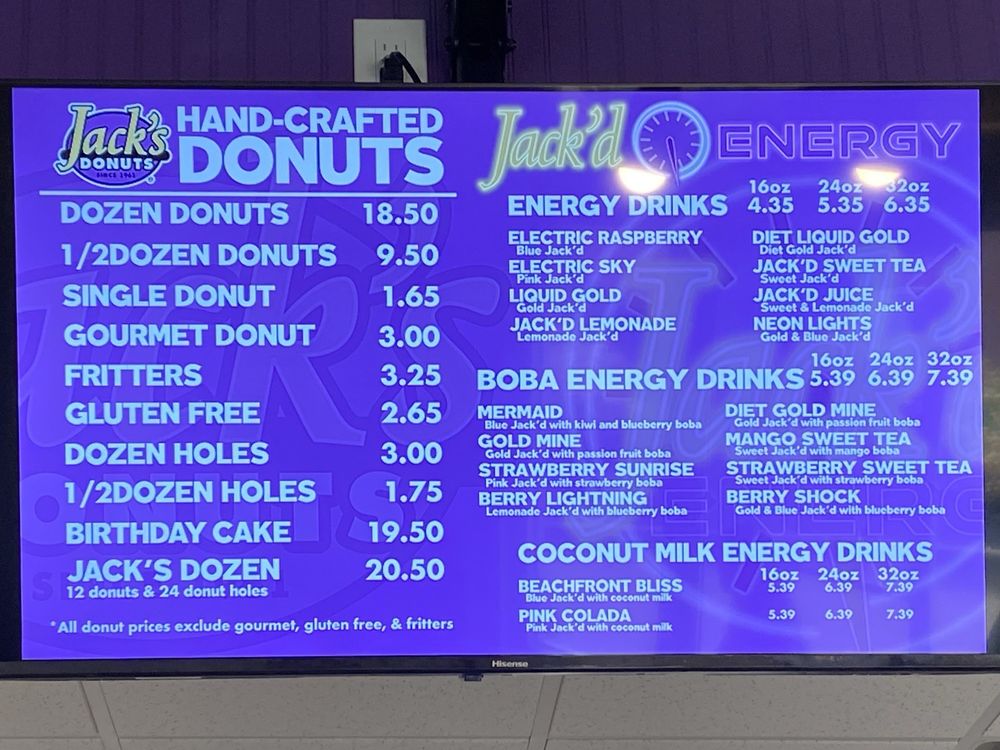 Jack's
DONUTS
SINCE 1961
HAND-CRAFTED
DONUTS
DOZEN DONUTS 18.50
1/2DOZEN DONUTS 9.50
SINGLE DONUT 1.65
GOURMET DONUT 3.00
FRITTERS 3.25
GLUTEN FREE 2.65
DOZEN HOLES 3.00
1/2DOZEN HOLES 1.75
BIRTHDAY CAKE 19.50
JACK'S DOZEN 20.50
12 donuts & 24 donut holes
*All donut prices exclude gourmet, gluten free, & fritters
Jack'd ENERGY
16oz 24oz 32oz
ENERGY DRINKS 4.35 5.35 6.35
ELECTRIC RASPBERRY
Blue Jack'd
ELECTRIC SKY
Pink Jack'd
LIQUID GOLD
Gold Jack'd
JACK'D LEMONADE
Lemonade Jack'd
DIET LIQUID GOLD
Diet Gold Jack'd
JACK'D SWEET TEA
Sweet Jack'd
JACK'D JUICE
Sweet & Lemonade Jack'd
NEON LIGHTS
Gold & Blue Jack'd
16oz 24oz 32oz
BOBA ENERGY DRINKS 5.39 6.39 7.39
MERMAID
Blue Jack'd with kiwi and blueberry boba
GOLD MINE
Gold Jack'd with passion fruit boba
STRAWBERRY SUNRISE
Pink Jack'd with strawberry boba
BERRY LIGHTNING
Lemonade Jack'd with blueberry boba
DIET GOLD MINE
Gold Jack'd with passion fruit boba
MANGO SWEET TEA
Sweet Jack'd with mango boba
STRAWBERRY SWEET TEA
Sweet Jack'd with strawberry boba
BERRY SHOCK
Gold & Blue Jack'd with blueberry boba
COCONUT MILK ENERGY DRINKS
16oz 24oz 32oz
BEACHFRONT BLISS 5.39 6.39 7.39
Blue Jack'd with coconut milk
PINK COLADA 5.39 6.39 7.39
Pink Jack'd with coconut milk
Hisense